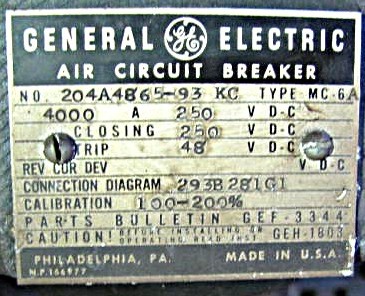 GENERAL GE ELECTRIC
AIR CIRCUIT BREAKER
NO. 204A4865-93 KC TYPE MC-6A
4000 A 250 V D-C
CLOSING 250 V D-C
TRIP 48 V D-C
REV CUR DEV V D-C
CONNECTION DIAGRAM 293B281G1
CALIBRATION 100-200%
PARTS BULLETIN GEF-3344
CAUTION! BEFORE INSTALLING OR OPERATING READ INST. GEH-1803
PHILADELPHIA, PA. MADE IN U.S.A.
N.P. 166977